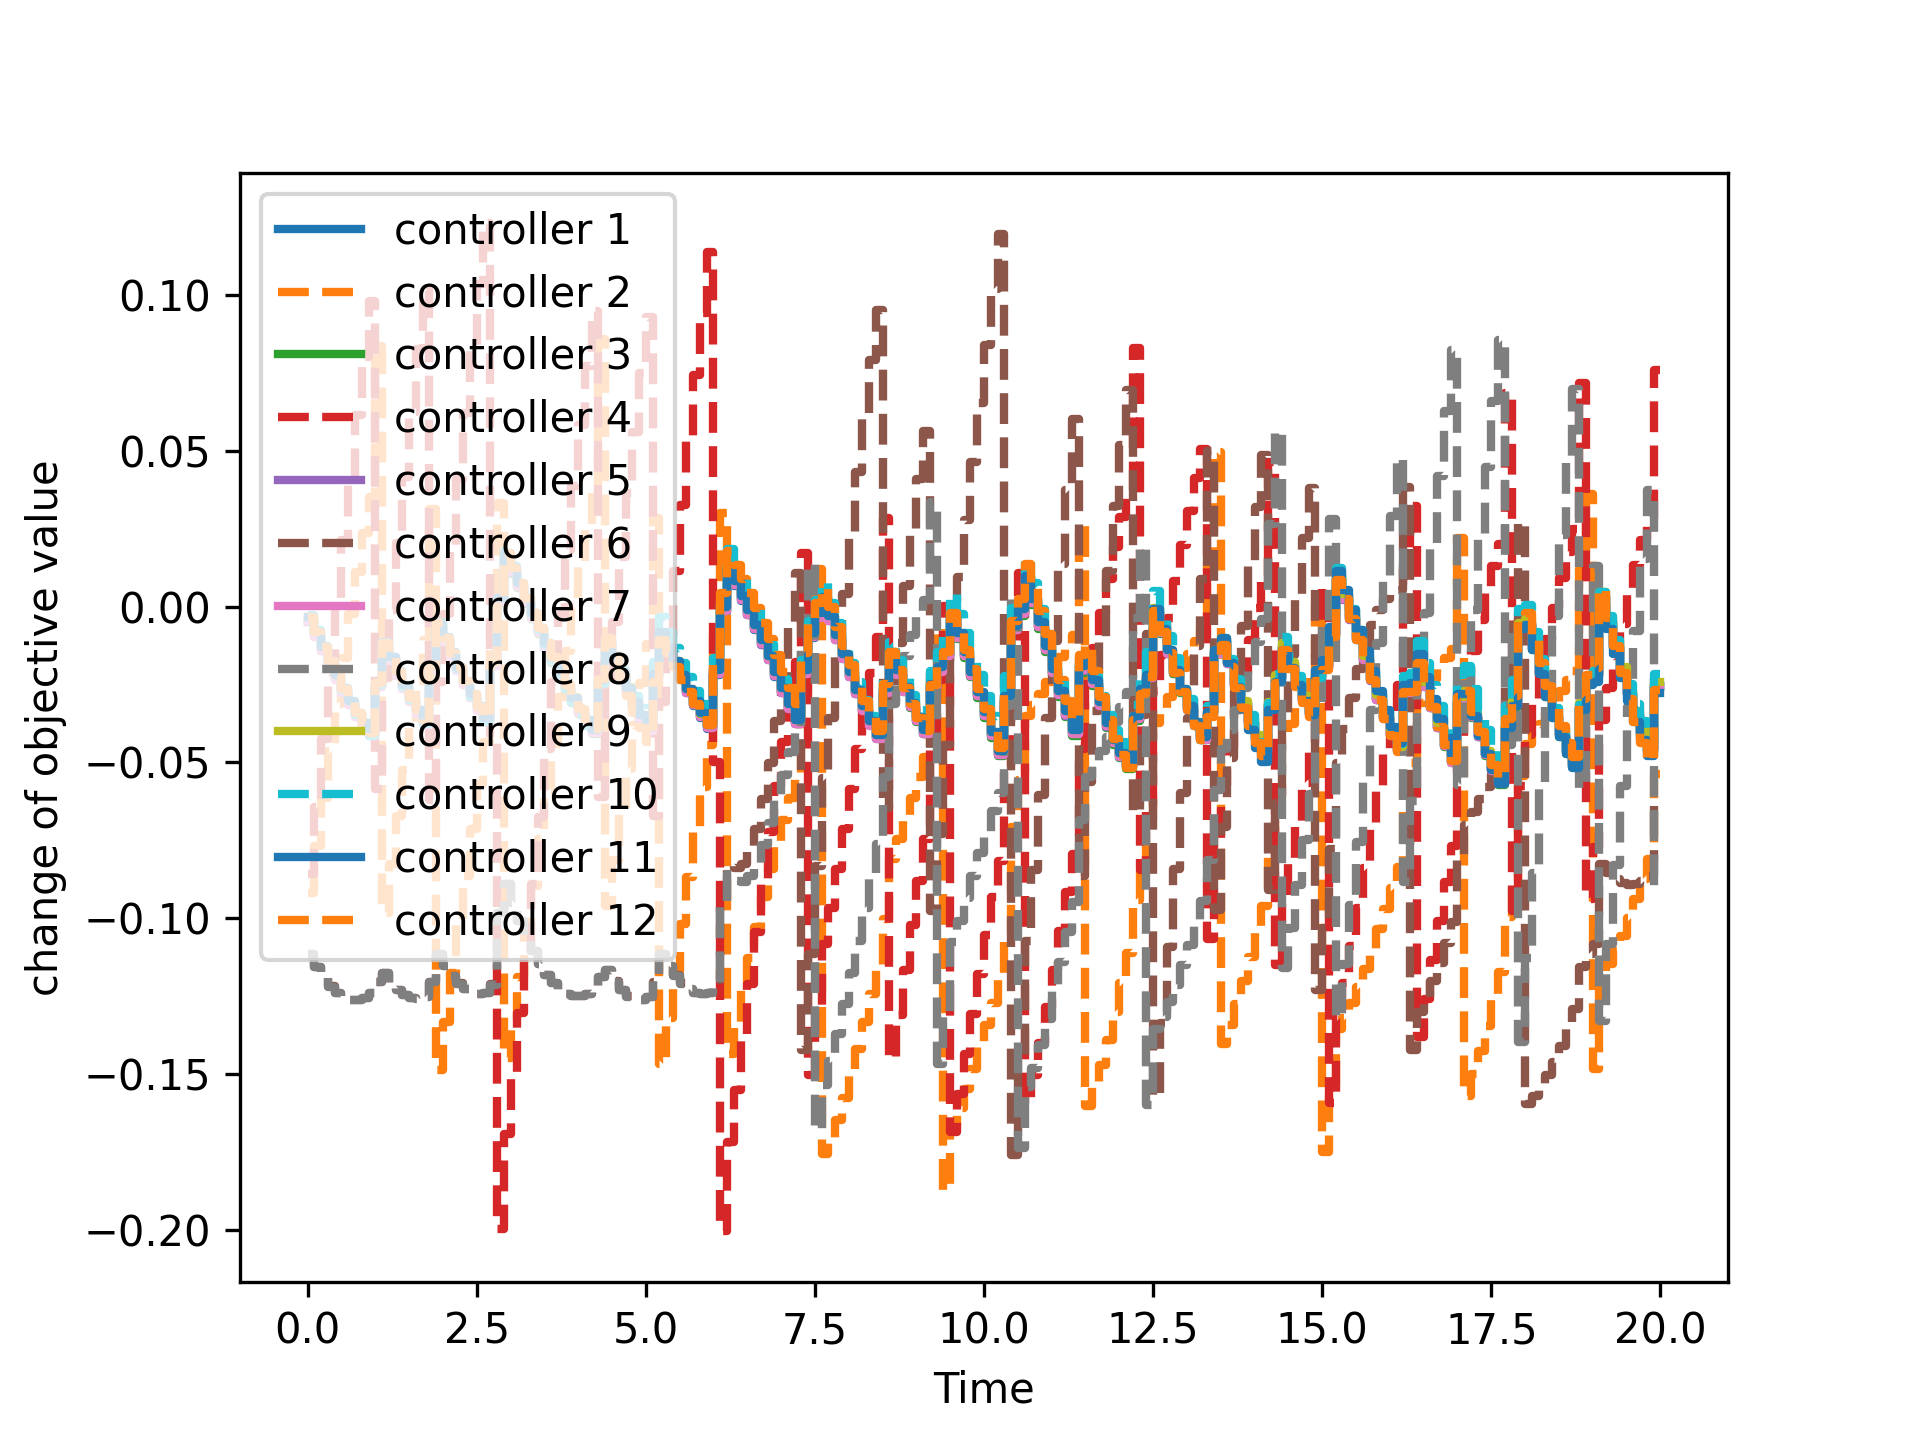 controller 1
controller 2
controller 3
controller 4
controller 5
controller 6
controller 7
controller 8
controller 9
controller 10
controller 11
controller 12
change of objective value
0.10
0.05
0.00
−0.05
−0.10
−0.15
−0.20
0.0 2.5 5.0 7.5 10.0 12.5 15.0 17.5 20.0
Time